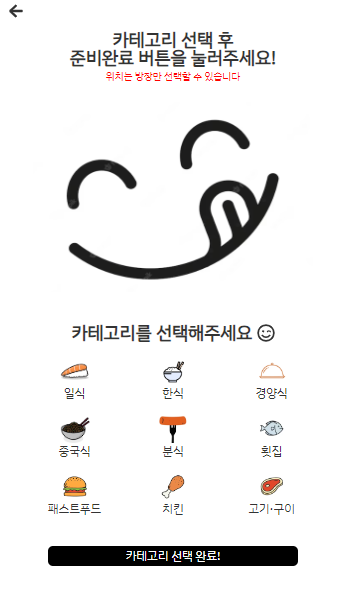 카테고리 선택 후
준비완료 버튼을 눌러주세요!
위치는 방장만 선택할 수 있습니다
카테고리를 선택해주세요
일식 한식 경양식
중국식 분식 횟집
패스트푸드 치킨 고기·구이
카테고리 선택 완료!